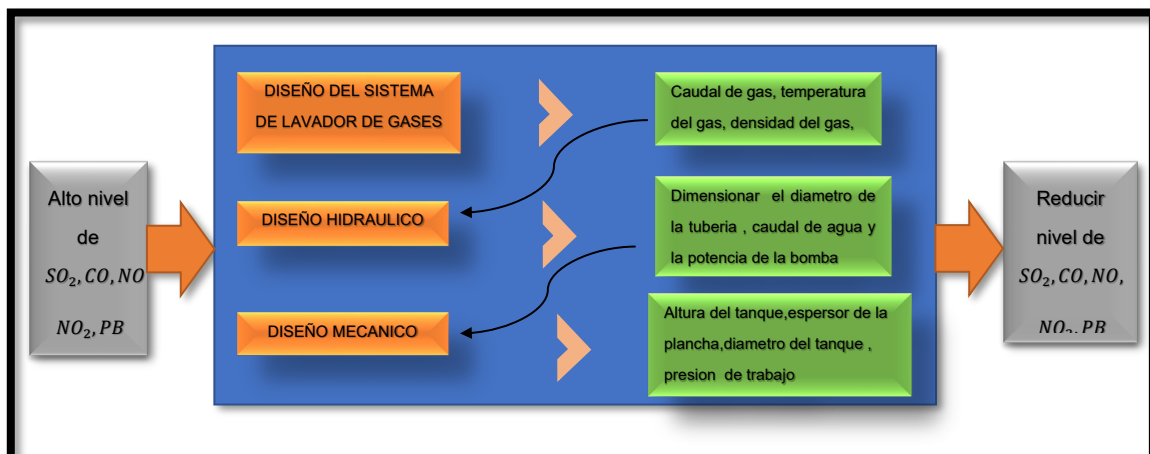 Alto nivel
de
SO₂, CO, NO
NO₂, PB
DISEÑO DEL SISTEMA
DE LAVADOR DE GASES
Caudal de gas, temperatura
del gas, densidad del gas,
DISEÑO HIDRAULICO
Dimensionar el diametro de
la tuberia , caudal de agua y
la potencia de la bomba
DISEÑO MECANICO
Altura del tanque,espersor de la
plancha,diametro del tanque ,
presion de trabajo
Reducir
nivel de
SO₂, CO, NO,
NO₂, PB